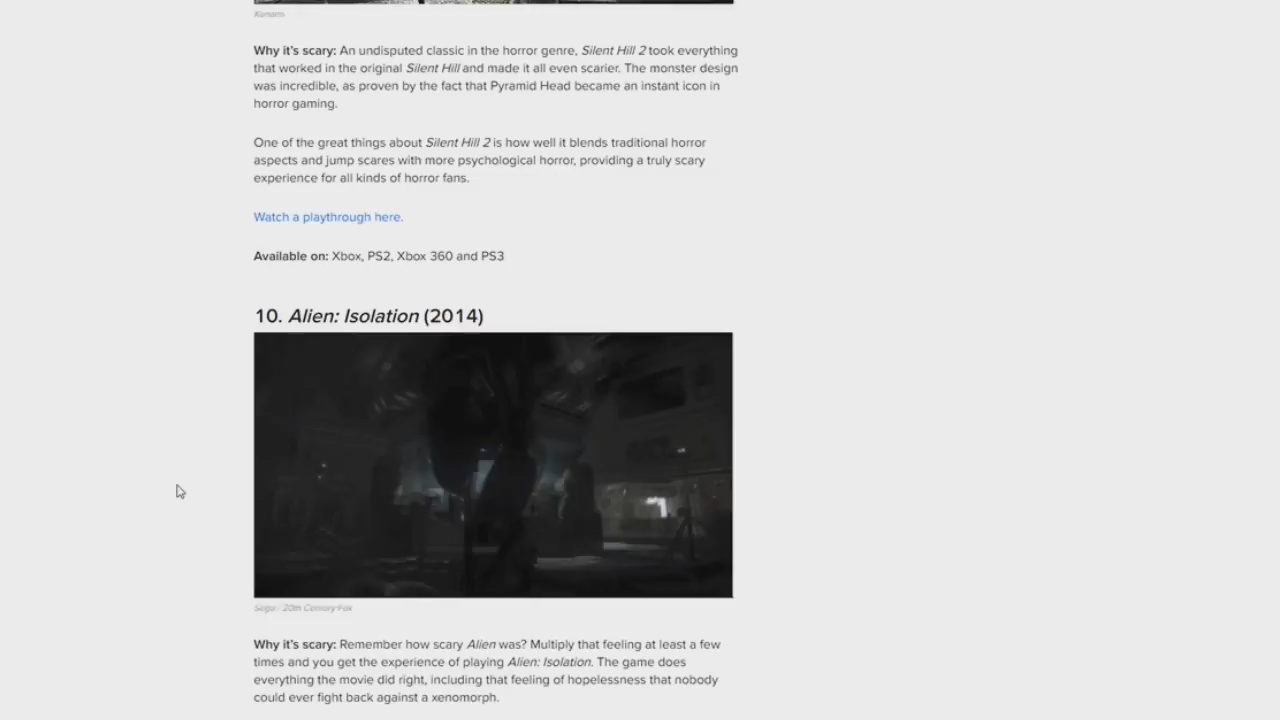 Konami
Why it's scary: An undisputed classic in the horror genre, Silent Hill 2 took everything
that worked in the original Silent Hill and made it all even scarier. The monster design
was incredible, as proven by the fact that Pyramid Head became an instant icon in
horror gaming.
One of the great things about Silent Hill 2 is how well it blends traditional horror
aspects and jump scares with more psychological horror, providing a truly scary
experience for all kinds of horror fans.
Watch a playthrough here.
Available on: Xbox, PS2, Xbox 360 and PS3
10. Alien: Isolation (2014)
Sega / 20th Century Fox
Why it's scary: Remember how scary Alien was? Multiply that feeling at least a few
times and you get the experience of playing Alien: Isolation. The game does
everything the movie did right, including that feeling of hopelessness that nobody
could ever fight back against a xenomorph.